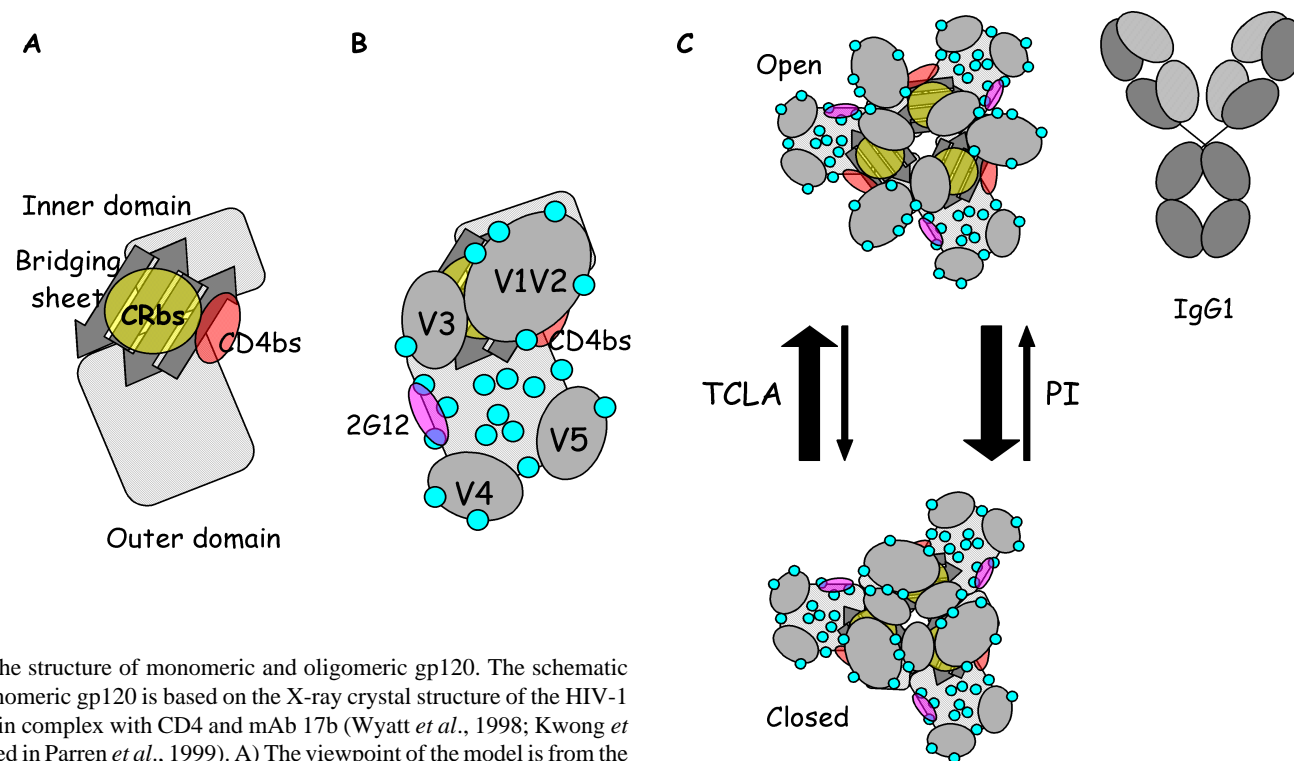 A
B
C
Open
Inner domain
Bridging
sheet
CRbs
CD4bs
V1V2
V3
CD4bs
2G12
V5
V4
Outer domain
IgG1
TCLA
PI
Closed
he structure of monomeric and oligomeric gp120. The schematic
nomeric gp120 is based on the X-ray crystal structure of the HIV-1
in complex with CD4 and mAb 17b (Wyatt et al., 1998; Kwong et
ed in Parren et al., 1999). A) The viewpoint of the model is from the